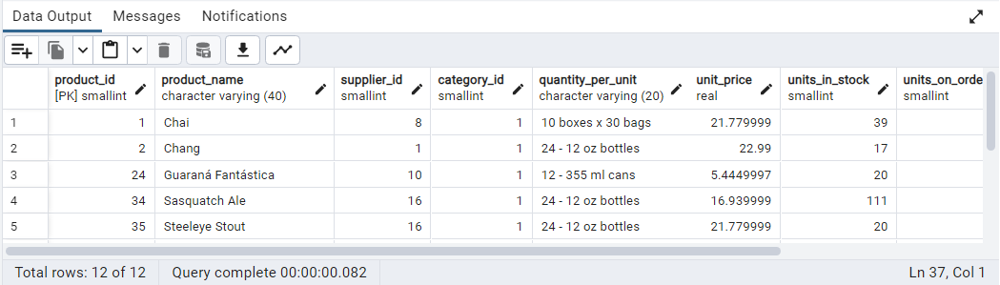 Data Output Messages Notifications
product_id product_name supplier_id category_id quantity_per_unit unit_price units_in_stock units_on_orde
[PK] smallint character varying (40) smallint smallint character varying (20) real smallint smallint
1 1 Chai 8 1 10 boxes x 30 bags 21.779999 39
2 2 Chang 1 1 24 - 12 oz bottles 22.99 17
3 24 Guaraná Fantástica 10 1 12 - 355 ml cans 5.4449997 20
4 34 Sasquatch Ale 16 1 24 - 12 oz bottles 16.939999 111
5 35 Steeleye Stout 16 1 24 - 12 oz bottles 21.779999 20
Total rows: 12 of 12 Query complete 00:00:00.082 Ln 37, Col 1